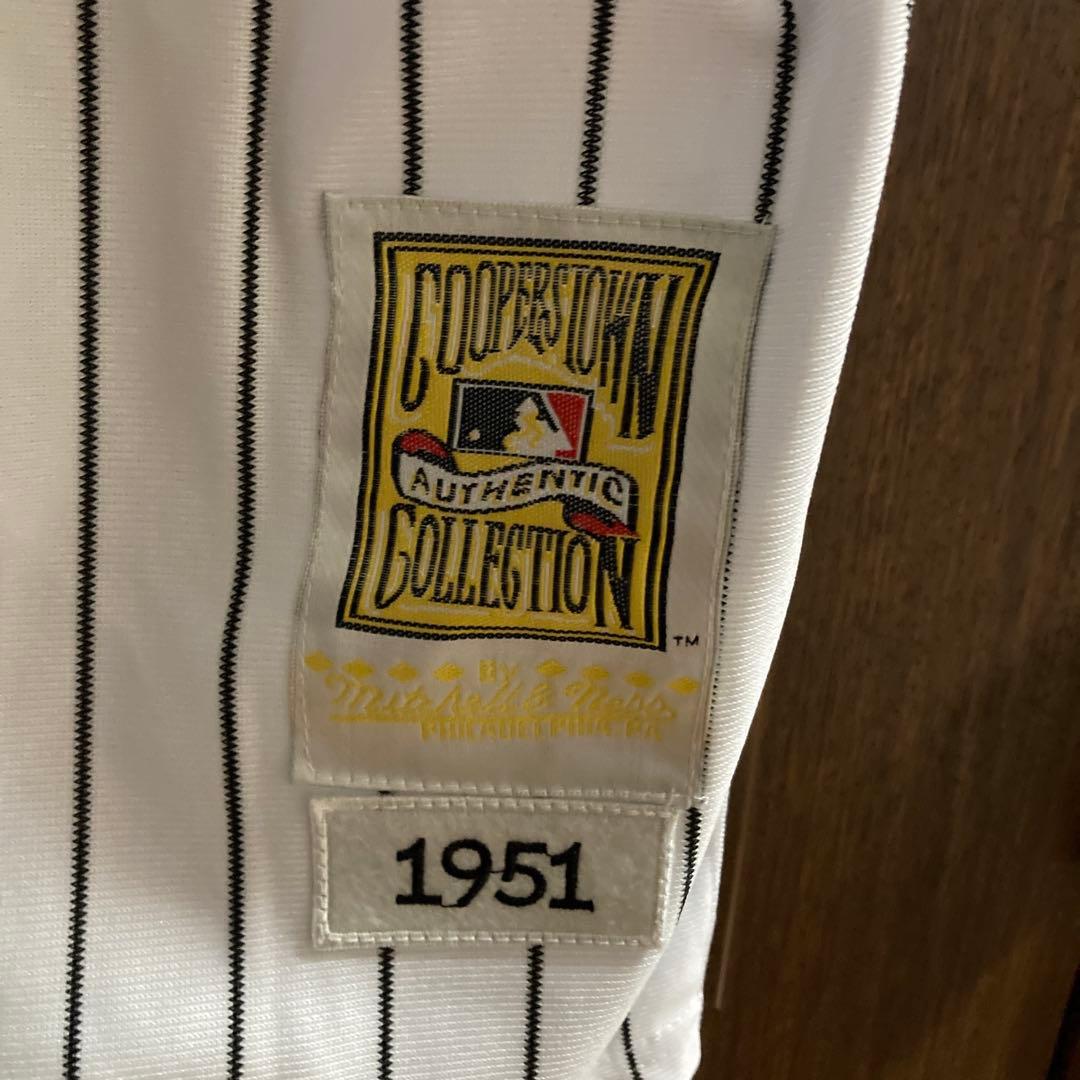 COOPERSTOWN
AUTHENTIC
COLLECTION
TM
By
Mitchell & Ness
PHILADELPHIA, PA
1951